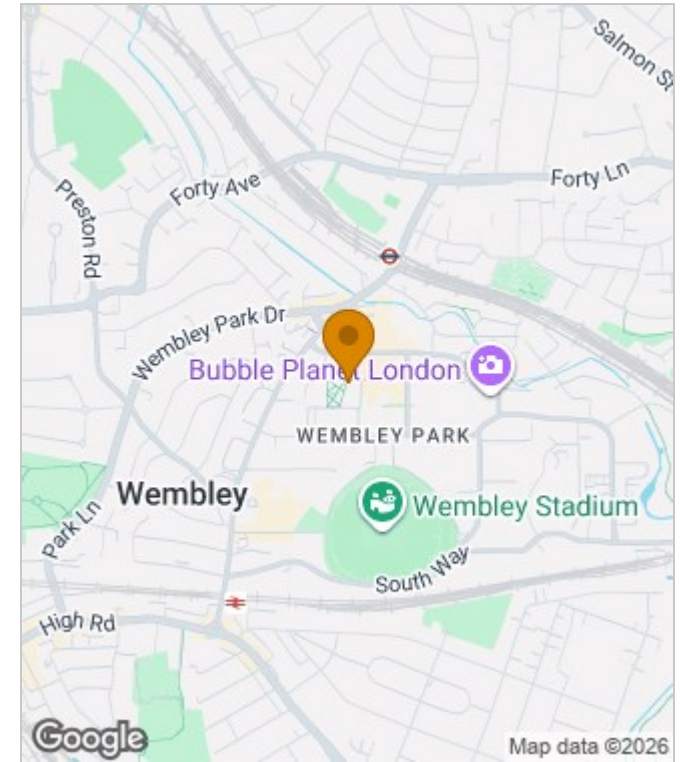 Salmon St
Forty Ave
Forty Ln
Preston Rd
Wembley Park Dr
Bubble Planet London
WEMBLEY PARK
Wembley
Wembley Stadium
Park Ln
South Way
High Rd
Google
Map data ©2026